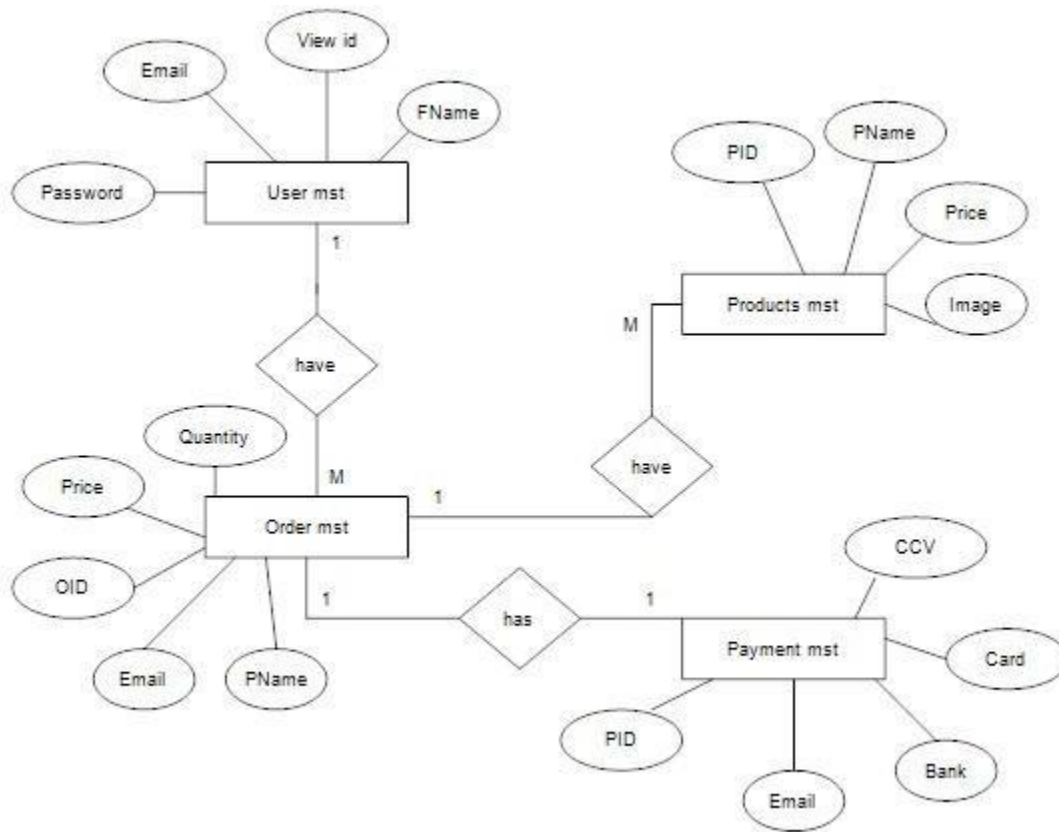 View id
Email
FName
Password
User mst
1
have
M
PID
PName
Price
Image
Products mst
M
have
1
Quantity
Price
OID
Email
PName
Order mst
1
has
1
CCV
Card
Payment mst
PID
Email
Bank